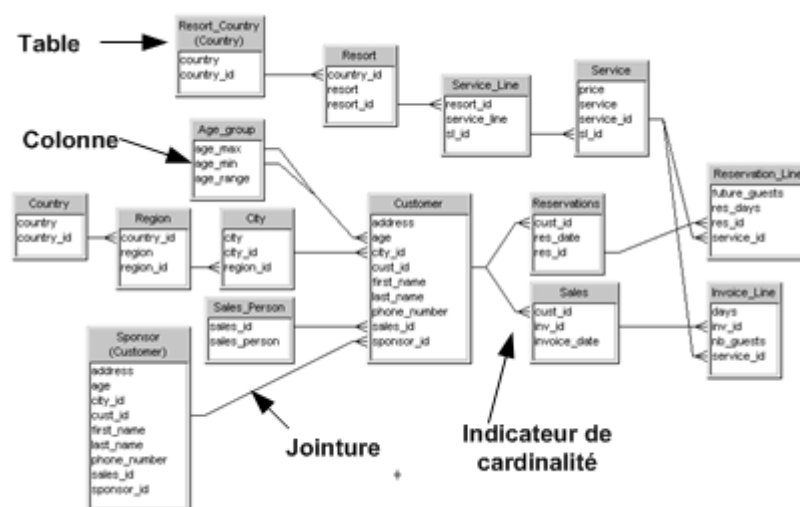 Table
Resort_Country
(Country)
country
country_id
Resort
country_id
resort
resort_id
Service_Line
resort_id
service_line
sl_id
Service
price
service
service_id
sl_id
Colonne
Age_group
age_max
age_min
age_range
Country
country
country_id
Region
country_id
region
region_id
City
city
city_id
region_id
Customer
address
age
city_id
cust_id
first_name
last_name
phone_number
sales_id
sponsor_id
Reservations
cust_id
res_date
res_id
Reservation_Line
future_guests
res_days
res_id
service_id
Sales_Person
sales_id
sales_person
Sales
cust_id
inv_id
invoice_date
Invoice_Line
days
inv_id
nb_guests
service_id
Sponsor
(Customer)
address
age
city_id
cust_id
first_name
last_name
phone_number
sales_id
sponsor_id
Jointure
Indicateur de
cardinalité